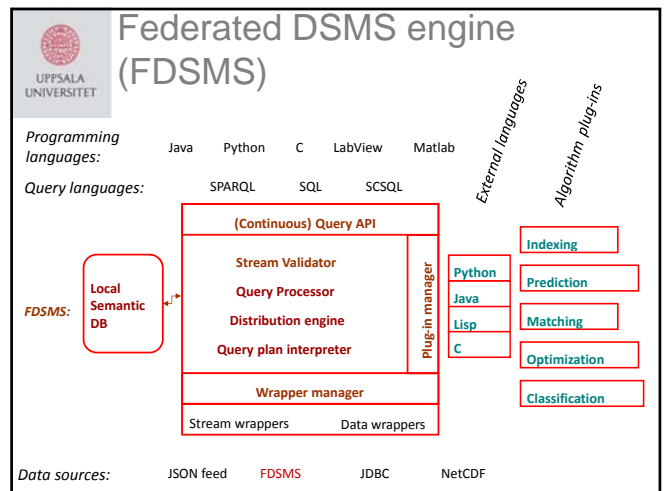 Federated DSMS engine
(FDSMS)
UPPSALA
UNIVERSITET
External languages
Algorithm plug-ins
Programming
languages:
Java Python C LabView Matlab
Query languages:
SPARQL SQL SCSQL
(Continuous) Query API
Stream Validator
Query Processor
Distribution engine
Query plan interpreter
Plug-in manager
FDSMS:
Local
Semantic
DB
Python
Java
Lisp
C
Indexing
Prediction
Matching
Optimization
Classification
Wrapper manager
Stream wrappers Data wrappers
Data sources:
JSON feed FDSMS JDBC NetCDF